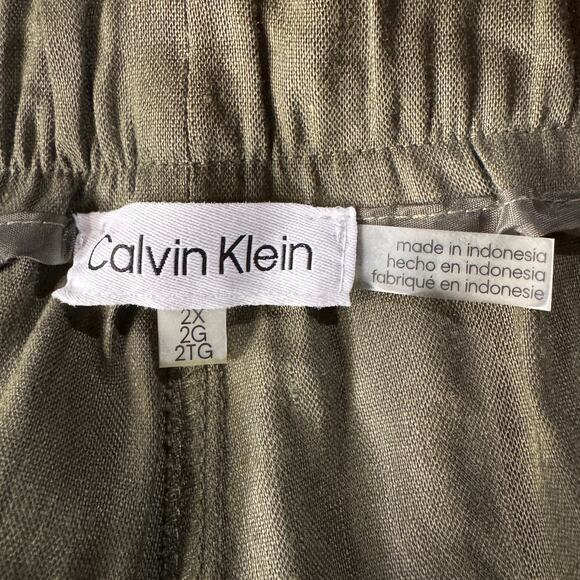 Calvin Klein
made in indonesia
hecho en indonesia
fabriqué en indonesie
2X
2G
2TG